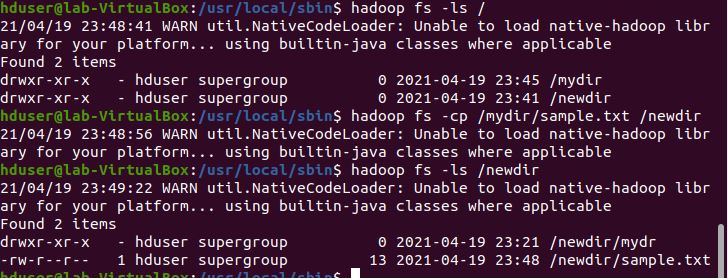 hduser@lab-VirtualBox:/usr/local/sbin$ hadoop fs -ls /
21/04/19 23:48:41 WARN util.NativeCodeLoader: Unable to load native-hadoop libr
ary for your platform... using builtin-java classes where applicable
Found 2 items
drwxr-xr-x   - hduser supergroup          0 2021-04-19 23:45 /mydir
drwxr-xr-x   - hduser supergroup          0 2021-04-19 23:41 /newdir
hduser@lab-VirtualBox:/usr/local/sbin$ hadoop fs -cp /mydir/sample.txt /newdir
21/04/19 23:48:56 WARN util.NativeCodeLoader: Unable to load native-hadoop libr
ary for your platform... using builtin-java classes where applicable
hduser@lab-VirtualBox:/usr/local/sbin$ hadoop fs -ls /newdir
21/04/19 23:49:22 WARN util.NativeCodeLoader: Unable to load native-hadoop libr
ary for your platform... using builtin-java classes where applicable
Found 2 items
drwxr-xr-x   - hduser supergroup          0 2021-04-19 23:21 /newdir/mydr
-rw-r--r--   1 hduser supergroup         13 2021-04-19 23:48 /newdir/sample.txt
hduser@lab-VirtualBox:/usr/local/sbin$